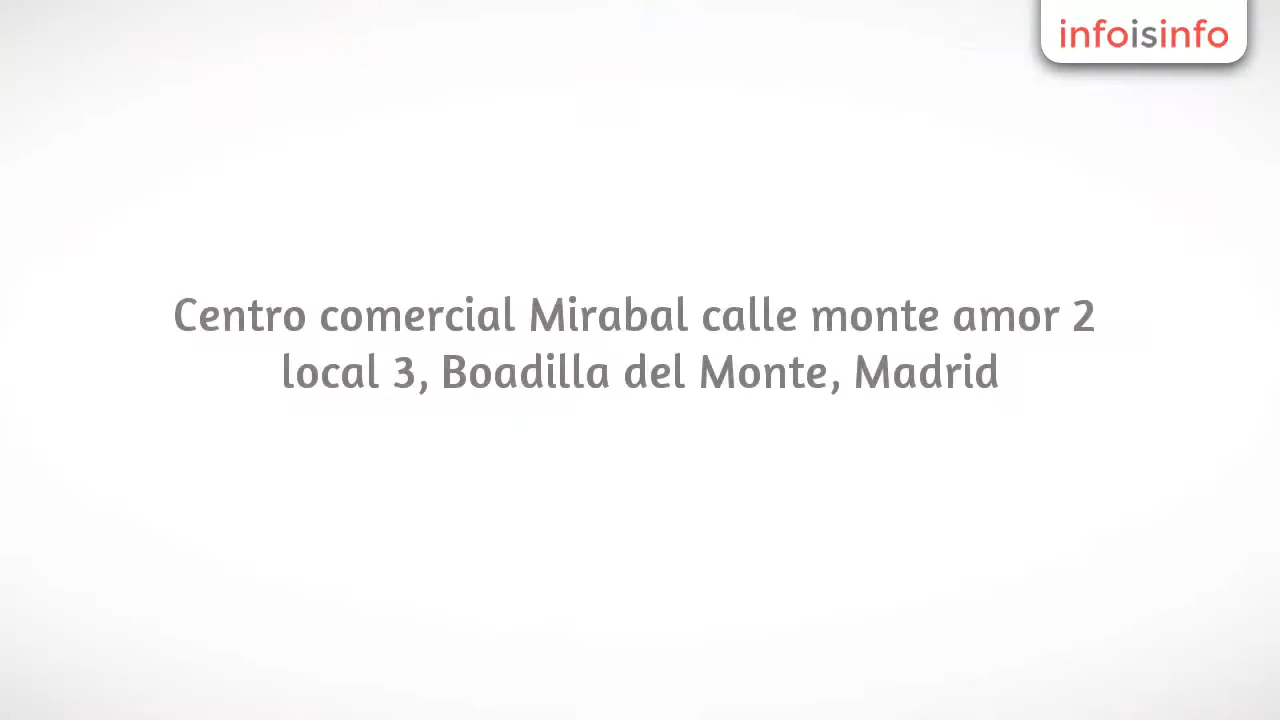 infoisinfo
Centro comercial Mirabal calle monte amor 2
local 3, Boadilla del Monte, Madrid